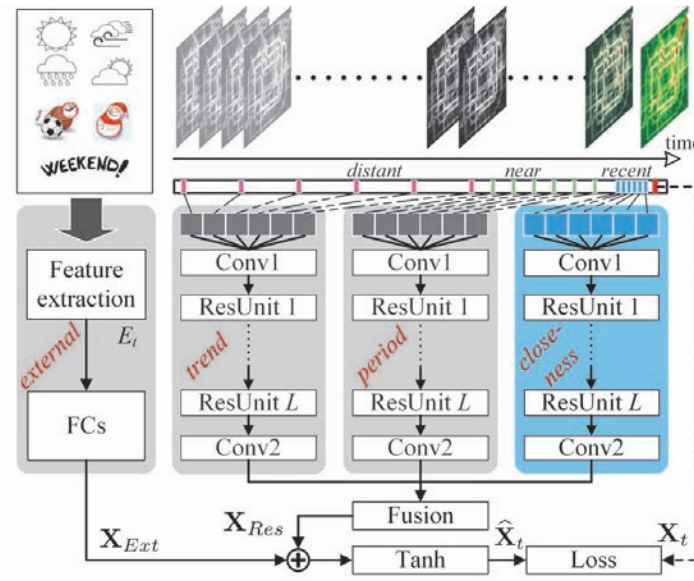 WEEKEND!
time
distant
near
recent
Feature
extraction
E_t
external
FCs
Conv1
ResUnit 1
trend
ResUnit L
Conv2
Conv1
ResUnit 1
period
ResUnit L
Conv2
Conv1
ResUnit 1
close-
ness
ResUnit L
Conv2
Fusion
X_Ext
X_Res
+
Tanh
X̂_t
Loss
X_t